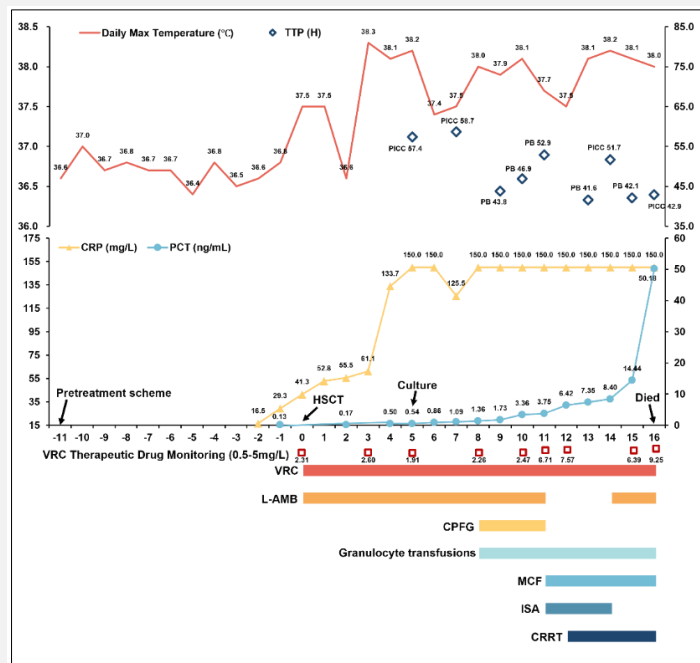 Daily Max Temperature (℃) TTP (H)
38.5 85.0
38.3 38.2 38.1 38.2
38.1 38.0 37.9 38.1 38.1 38.0
38.0 75.0
37.7
37.5 37.5 37.4 37.5 37.5
37.5 65.0
PICC 57.4 PICC 58.7 PB 52.9 PICC 51.7
37.0 55.0
37.0
36.6 36.7 36.8 36.7 36.7 36.4 36.8 36.5 36.6 36.8 36.6
PB 43.8 PB 46.9 PB 41.6 PB 42.1 PICC 42.9
36.5 45.0
36.0 35.0
CRP (mg/L) PCT (ng/mL)
175 60
150.0 150.0 150.0 150.0 150.0 150.0 150.0 150.0 150.0 150.0 150.0
155 50
133.7 125.5 50.18
135 40
115
95 30
75 20
16.5 29.3 41.3 52.8 55.5 61.1
55
35 10
15 0
0.13 0.17 0.50 0.54 0.86 1.09 1.36 1.73 3.36 3.75 6.42 7.35 8.40 14.44
Pretreatment scheme
HSCT
Culture
Died
-11 -10 -9 -8 -7 -6 -5 -4 -3 -2 -1 0 1 2 3 4 5 6 7 8 9 10 11 12 13 14 15 16
VRC Therapeutic Drug Monitoring (0.5-5mg/L)
2.31 2.60 1.91 2.26 2.47 6.71 7.57 6.39 9.25
VRC
L-AMB
CPFG
Granulocyte transfusions
MCF
ISA
CRRT